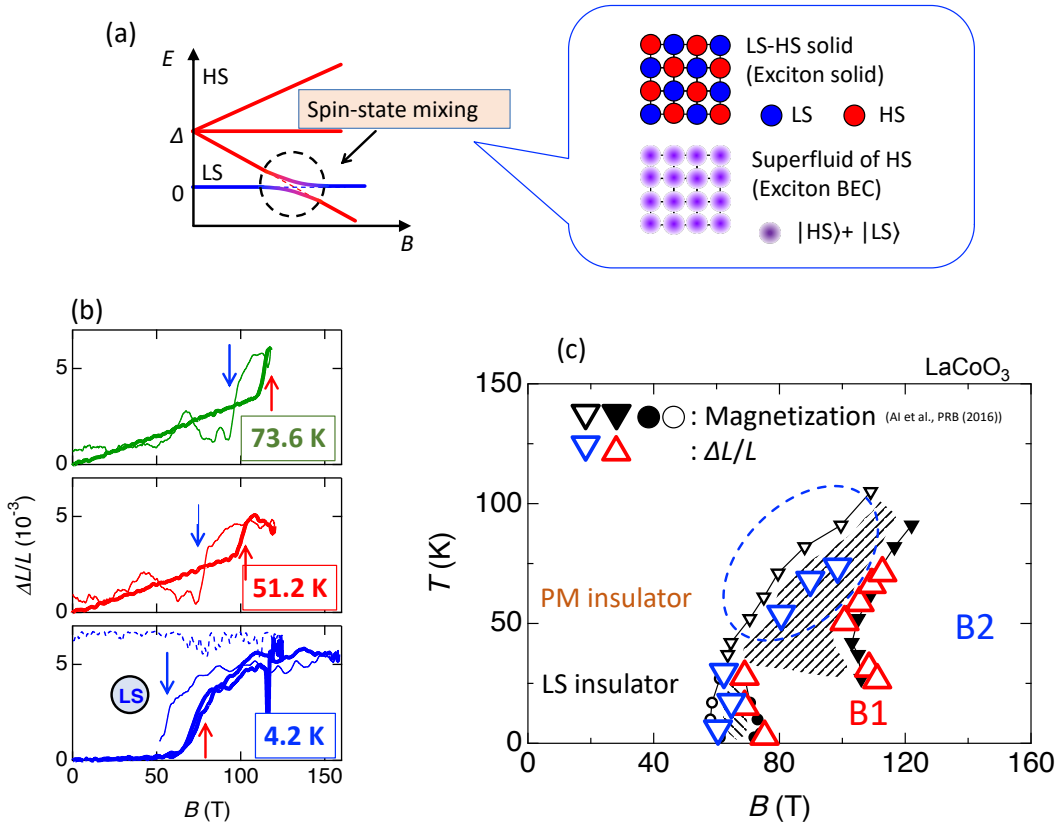 (a)
E
HS
Δ
LS
0
B
Spin-state mixing
LS-HS solid
(Exciton solid)
LS
HS
Superfluid of HS
(Exciton BEC)
|HS⟩+ |LS⟩
(b)
5
0
73.6 K
5
0
51.2 K
5
0
LS
4.2 K
0
50
100
150
ΔL/L (10⁻³)
B (T)
(c)
LaCoO₃
150
100
50
0
T (K)
: Magnetization (AI et al., PRB (2016))
: ΔL/L
PM insulator
LS insulator
B2
B1
0
40
80
120
160
B (T)